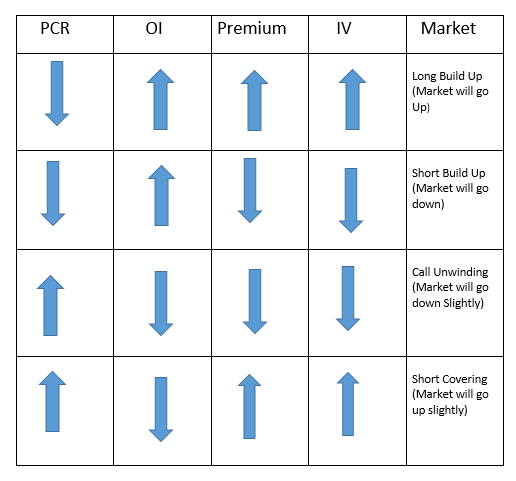 PCR OI Premium IV Market
Long Build Up
(Market will go
Up)
Short Build Up
(Market will go
down)
Call Unwinding
(Market will go
down Slightly)
Short Covering
(Market will go
up slightly)